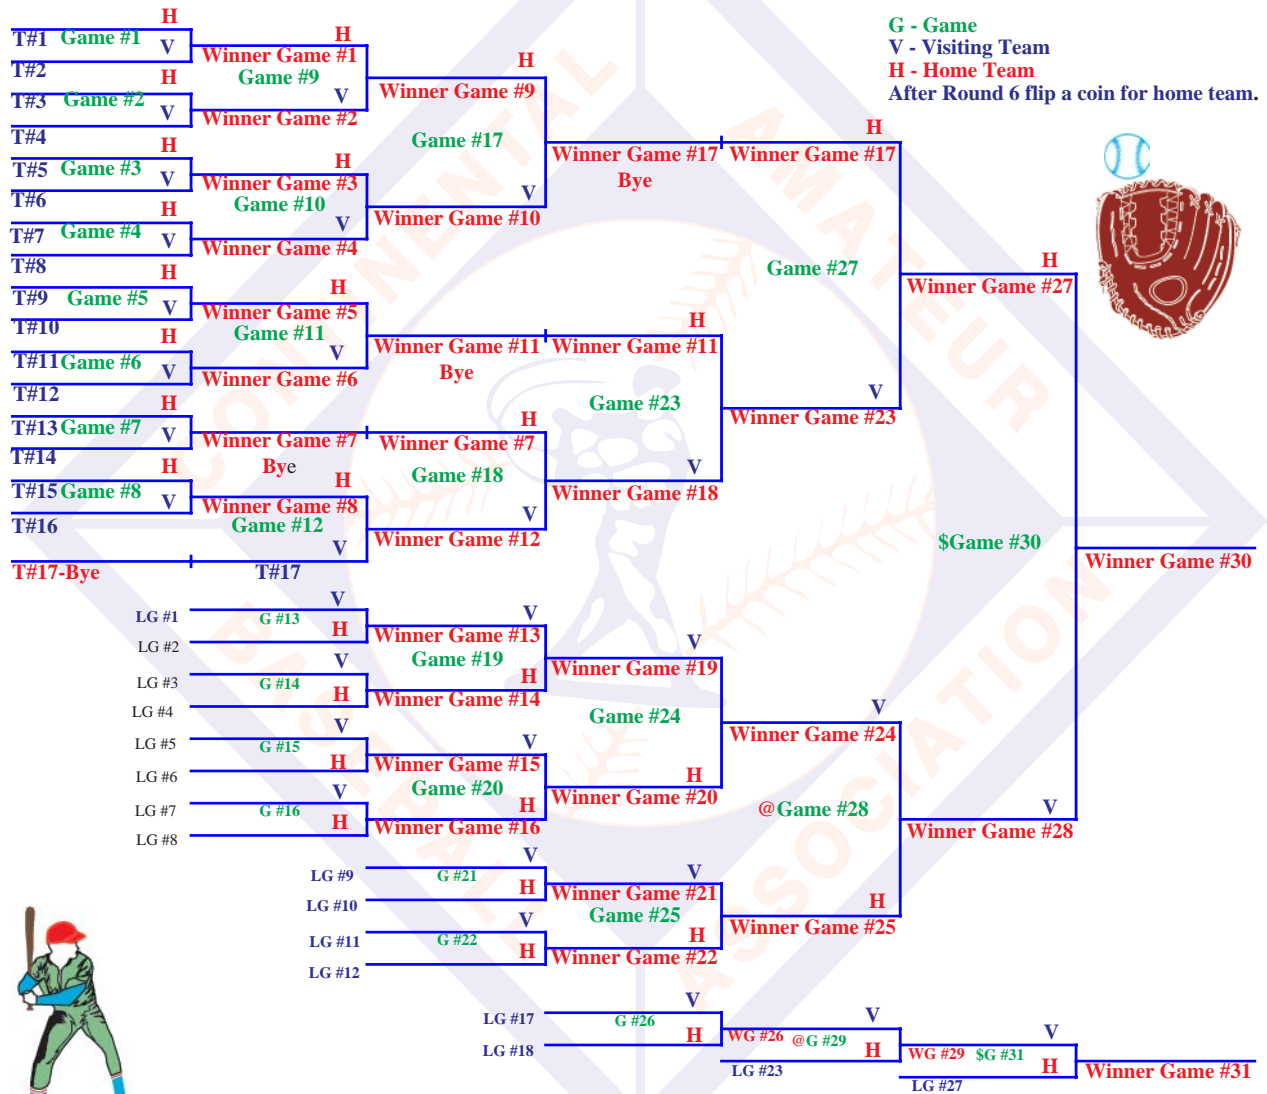 G - Game
V - Visiting Team
H - Home Team
After Round 6 flip a coin for home team.
H
T#1 Game #1 V
T#2
H
Winner Game #1
Game #9
V
Winner Game #2
H
T#3 Game #2 V
T#4
H
Winner Game #9
Game #17
V
Winner Game #10
H
T#5 Game #3 V
T#6
H
Winner Game #3
Game #10
V
Winner Game #4
H
T#7 Game #4 V
T#8
Winner Game #17
Bye
H
Winner Game #17
Game #27
V
Winner Game #23
H
T#9 Game #5 V
T#10
H
Winner Game #5
Game #11
V
Winner Game #6
H
T#11 Game #6 V
T#12
Winner Game #11
Bye
H
Winner Game #11
Game #23
V
Winner Game #18
H
T#13 Game #7 V
T#14
Winner Game #7
Bye
H
Winner Game #7
Game #18
V
Winner Game #12
H
T#15 Game #8 V
T#16
H
Winner Game #8
Game #12
V
T#17
T#17-Bye
H
Winner Game #27
$Game #30
V
Winner Game #28
Winner Game #30
LG #1 G #13 V
LG #2 H
V
Winner Game #13
Game #19
H
Winner Game #14
LG #3 G #14 V
LG #4 H
V
Winner Game #19
Game #24
H
Winner Game #20
LG #5 G #15 V
LG #6 H
V
Winner Game #15
Game #20
H
Winner Game #16
LG #7 G #16 V
LG #8 H
V
Winner Game #24
@Game #28
H
Winner Game #25
LG #9 G #21 V
LG #10 H
V
Winner Game #21
Game #25
H
Winner Game #22
LG #11 G #22 V
LG #12 H
LG #17 G #26 V
LG #18 H
V
WG #26 @G #29
H
LG #23
V
WG #29 $G #31
H
LG #27
Winner Game #31
CONTINENTAL
AMATEUR
BASEBALL
ASSOCIATION